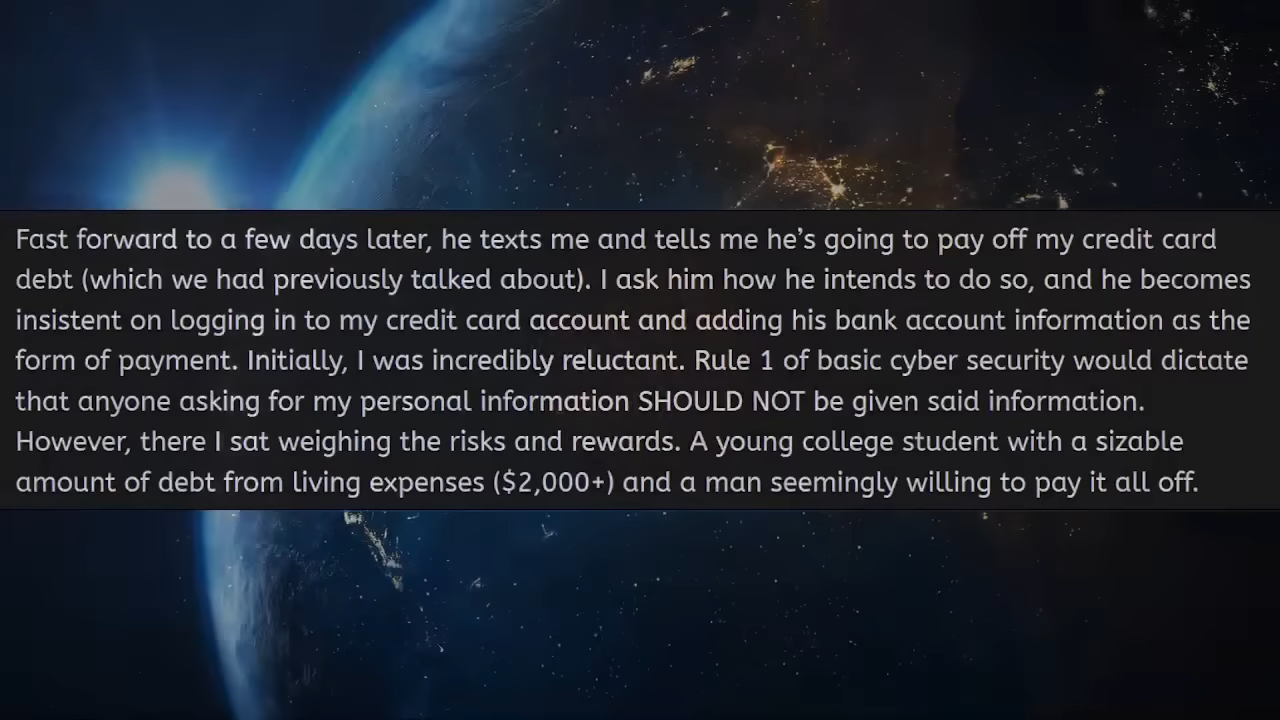 Fast forward to a few days later, he texts me and tells me he’s going to pay off my credit card
debt (which we had previously talked about). I ask him how he intends to do so, and he becomes
insistent on logging in to my credit card account and adding his bank account information as the
form of payment. Initially, I was incredibly reluctant. Rule 1 of basic cyber security would dictate
that anyone asking for my personal information SHOULD NOT be given said information.
However, there I sat weighing the risks and rewards. A young college student with a sizable
amount of debt from living expenses ($2,000+) and a man seemingly willing to pay it all off.